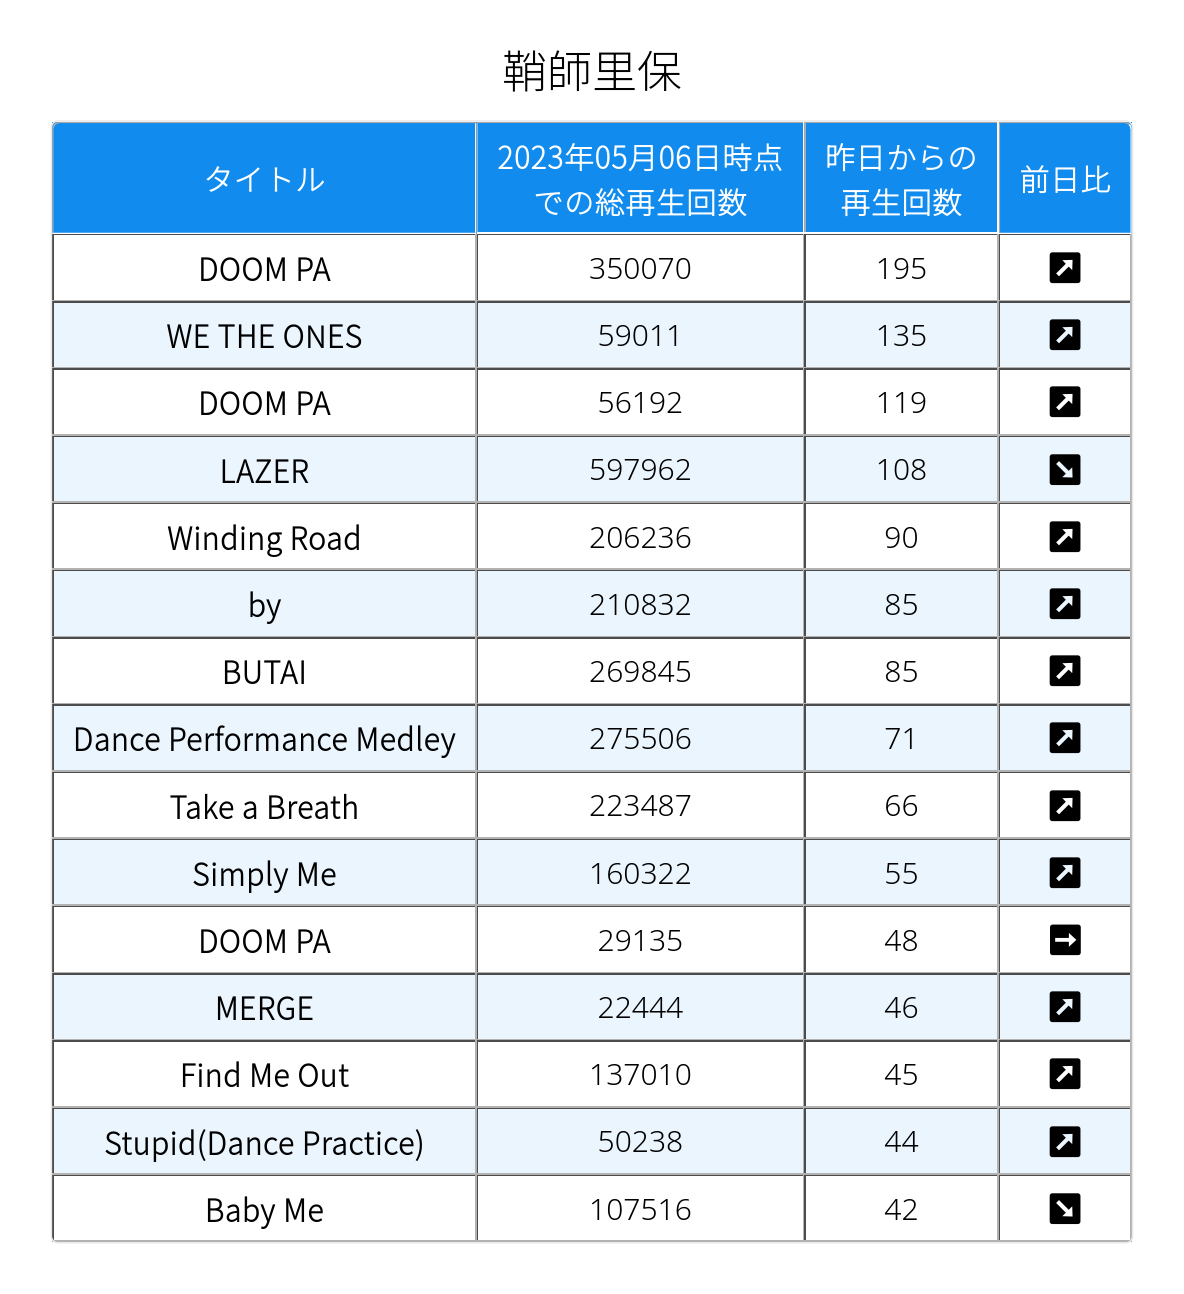 鞘師里保
タイトル 2023年05月06日時点での総再生回数 昨日からの再生回数 前日比
DOOM PA 350070 195 ↗
WE THE ONES 59011 135 ↗
DOOM PA 56192 119 ↗
LAZER 597962 108 ↘
Winding Road 206236 90 ↗
by 210832 85 ↗
BUTAI 269845 85 ↗
Dance Performance Medley 275506 71 ↗
Take a Breath 223487 66 ↗
Simply Me 160322 55 ↗
DOOM PA 29135 48 →
MERGE 22444 46 ↗
Find Me Out 137010 45 ↗
Stupid(Dance Practice) 50238 44 ↗
Baby Me 107516 42 ↘